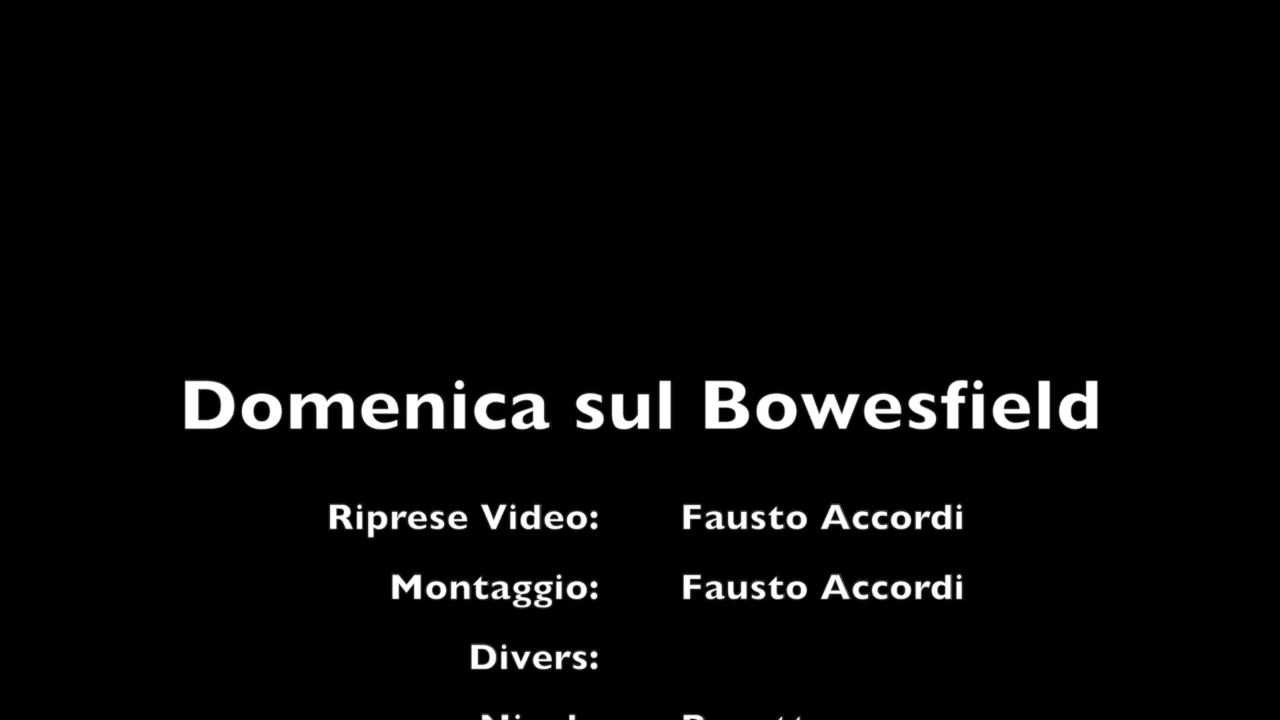 Domenica sul Bowesfield
Riprese Video: Fausto Accordi
Montaggio: Fausto Accordi
Divers: